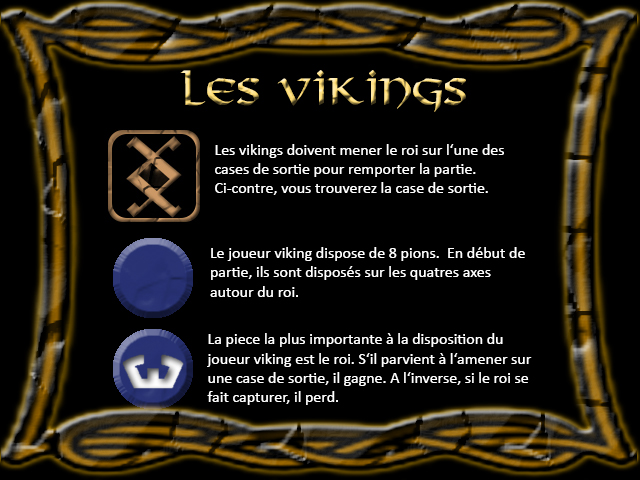 Les vikings
Les vikings doivent mener le roi sur l'une des
cases de sortie pour remporter la partie.
Ci-contre, vous trouverez la case de sortie.
Le joueur viking dispose de 8 pions.  En début de
partie, ils sont disposés sur les quatres axes
autour du roi.
La piece la plus importante à la disposition du
joueur viking est le roi. S'il parvient à l'amener sur
une case de sortie, il gagne. A l'inverse, si le roi se
fait capturer, il perd.